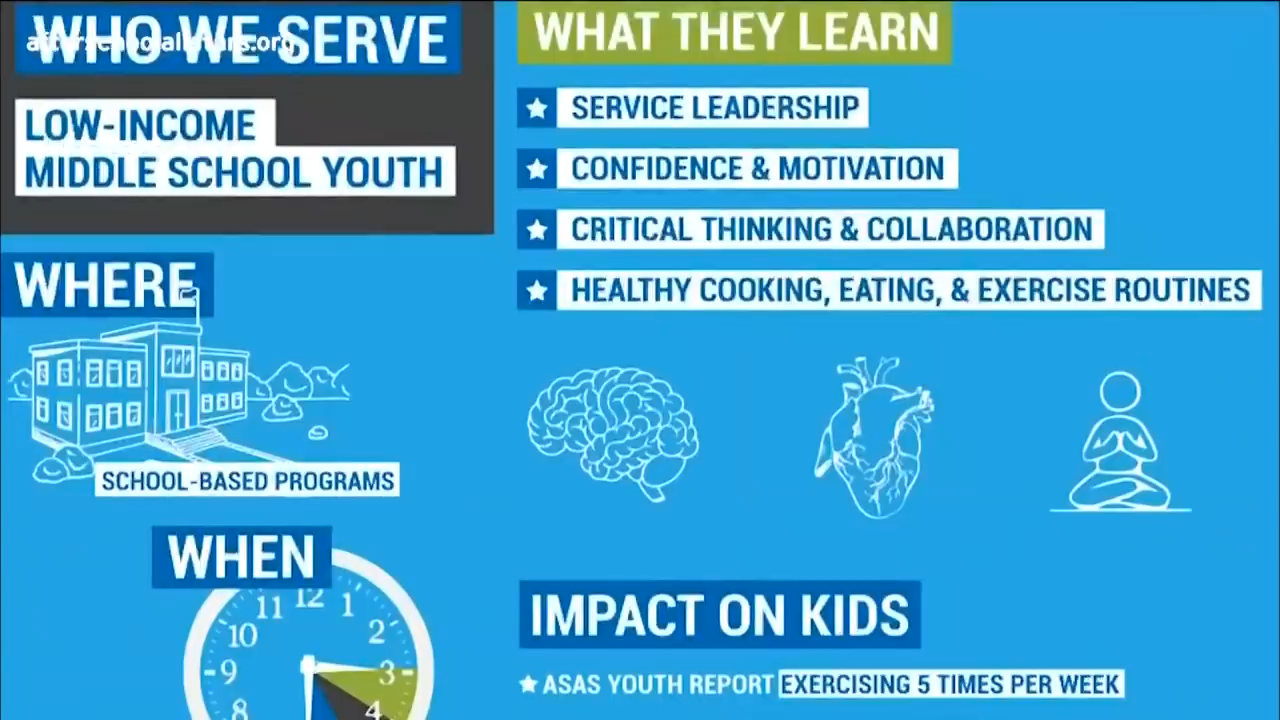 afterschoolallstars.org
WHO WE SERVE
LOW-INCOME
MIDDLE SCHOOL YOUTH
WHERE
SCHOOL-BASED PROGRAMS
WHEN
11 12 1
10 2
9 3
8 4
WHAT THEY LEARN
SERVICE LEADERSHIP
CONFIDENCE & MOTIVATION
CRITICAL THINKING & COLLABORATION
HEALTHY COOKING, EATING, & EXERCISE ROUTINES
IMPACT ON KIDS
ASAS YOUTH REPORT EXERCISING 5 TIMES PER WEEK